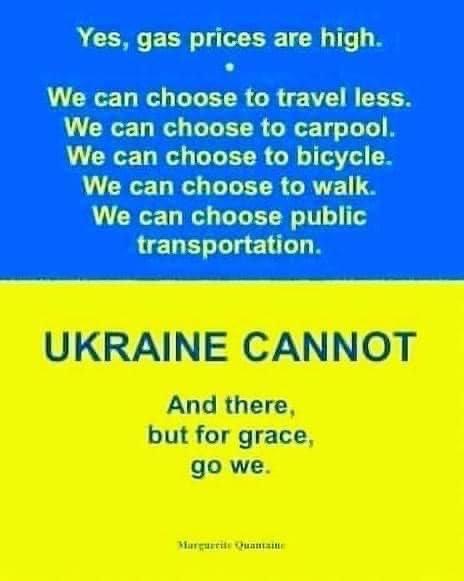 Yes, gas prices are high.
•
We can choose to travel less.
We can choose to carpool.
We can choose to bicycle.
We can choose to walk.
We can choose public
transportation.
UKRAINE CANNOT
And there,
but for grace,
go we.
Marguerite Quantaine